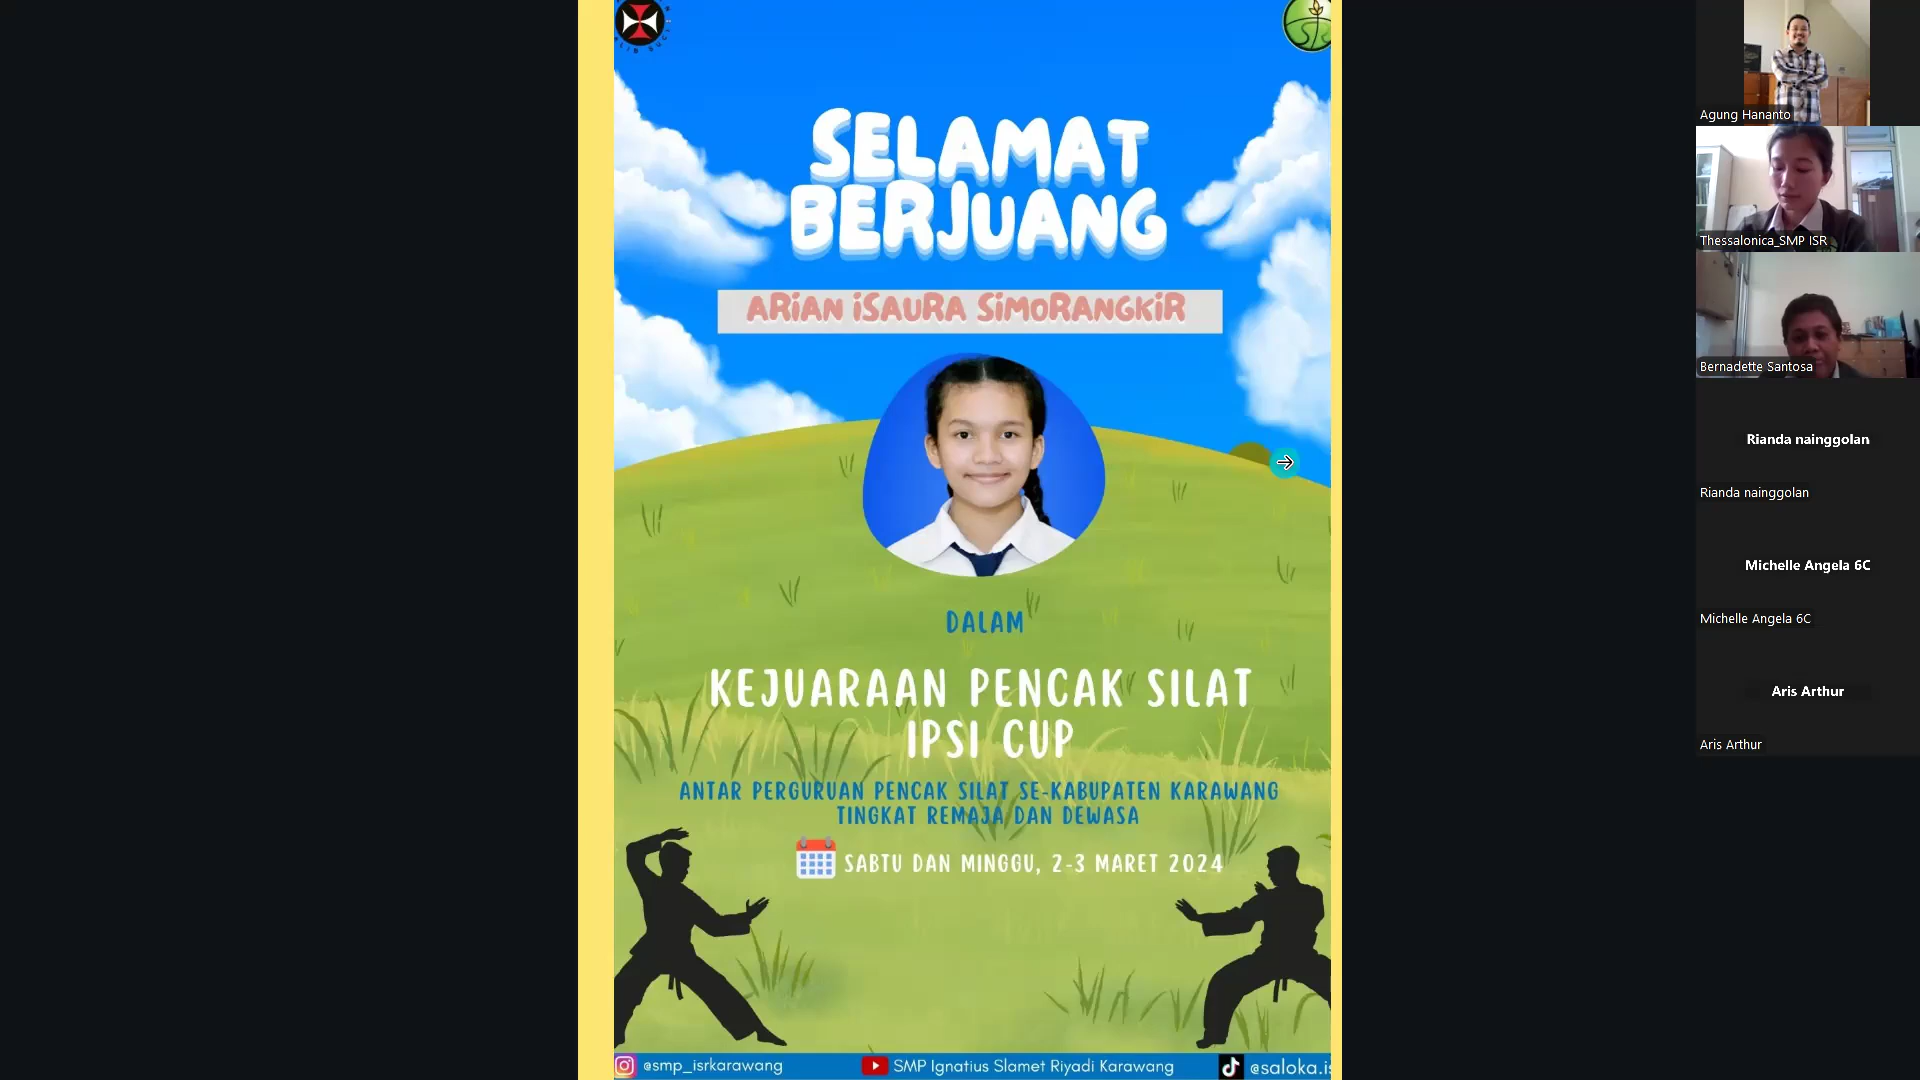 SELAMAT
BERJUANG
ARIAN ISAURA SIMORANGKIR
DALAM
KEJUARAAN PENCAK SILAT
IPSI CUP
ANTAR PERGURUAN PENCAK SILAT SE-KABUPATEN KARAWANG
TINGKAT REMAJA DAN DEWASA
SABTU DAN MINGGU, 2-3 MARET 2024
@smp_isrkarawang
SMP Ignatius Slamet Riyadi Karawang
@saloka.is
Agung Hananto
Thessalonica_SMP ISR
Bernadette Santosa
Rianda nainggolan
Rianda nainggolan
Michelle Angela 6C
Michelle Angela 6C
Aris Arthur
Aris Arthur